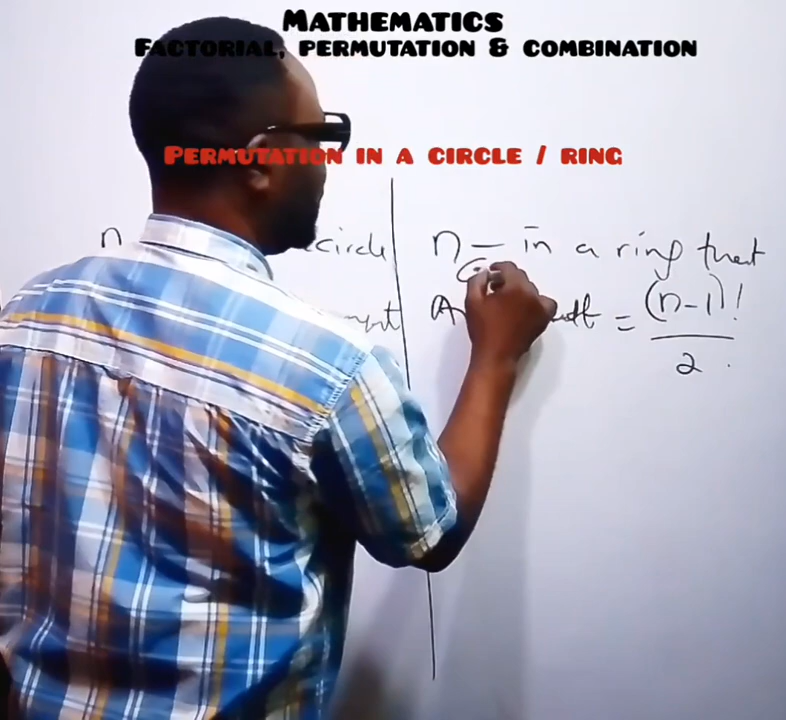 MATHEMATICS
FACTORIAL, PERMUTATION & COMBINATION
PERMUTATION IN A CIRCLE / RING
n
circle
n – in a ring that
= (n-1)!
2.